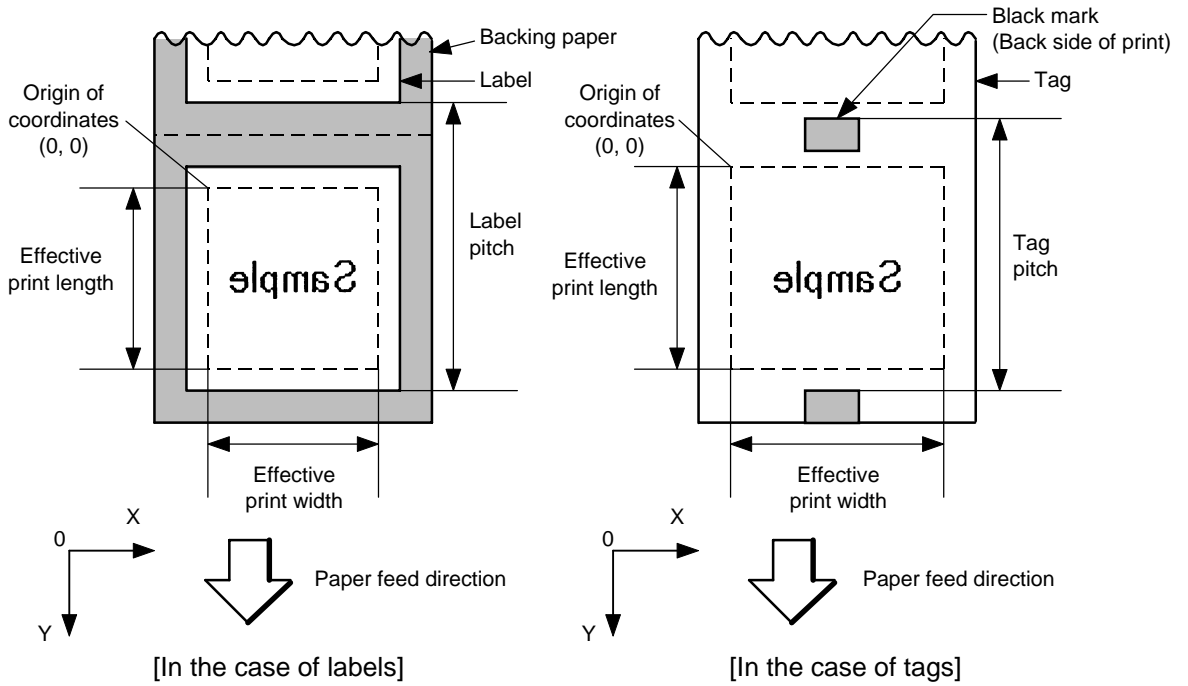 Backing paper
Label
Origin of
coordinates
(0, 0)
Label
pitch
Effective
print length
Sample
Effective
print width
0
X
Y
Paper feed direction
[In the case of labels]
Black mark
(Back side of print)
Tag
Origin of
coordinates
(0, 0)
Tag
pitch
Effective
print length
Sample
Effective
print width
0
X
Y
Paper feed direction
[In the case of tags]